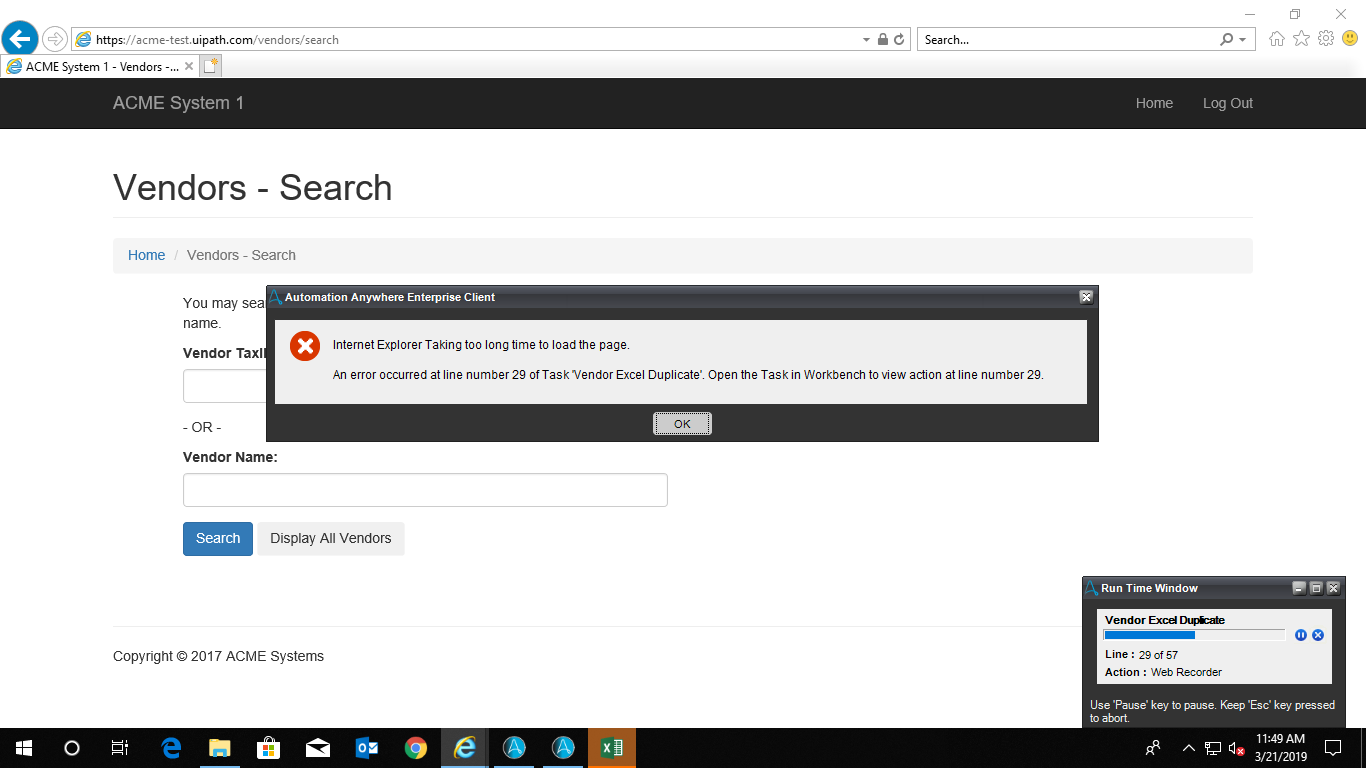 https://acme-test.uipath.com/vendors/search
Search...
ACME System 1 - Vendors -...
ACME System 1
Home
Log Out
Vendors - Search
Home / Vendors - Search
You may sea
name.
Vendor TaxI
Automation Anywhere Enterprise Client
Internet Explorer Taking too long time to load the page.
An error occurred at line number 29 of Task 'Vendor Excel Duplicate'. Open the Task in Workbench to view action at line number 29.
OK
- OR -
Vendor Name:
Search
Display All Vendors
Copyright © 2017 ACME Systems
Run Time Window
Vendor Excel Duplicate
Line : 29 of 57
Action : Web Recorder
Use 'Pause' key to pause. Keep 'Esc' key pressed
to abort.
11:49 AM
3/21/2019